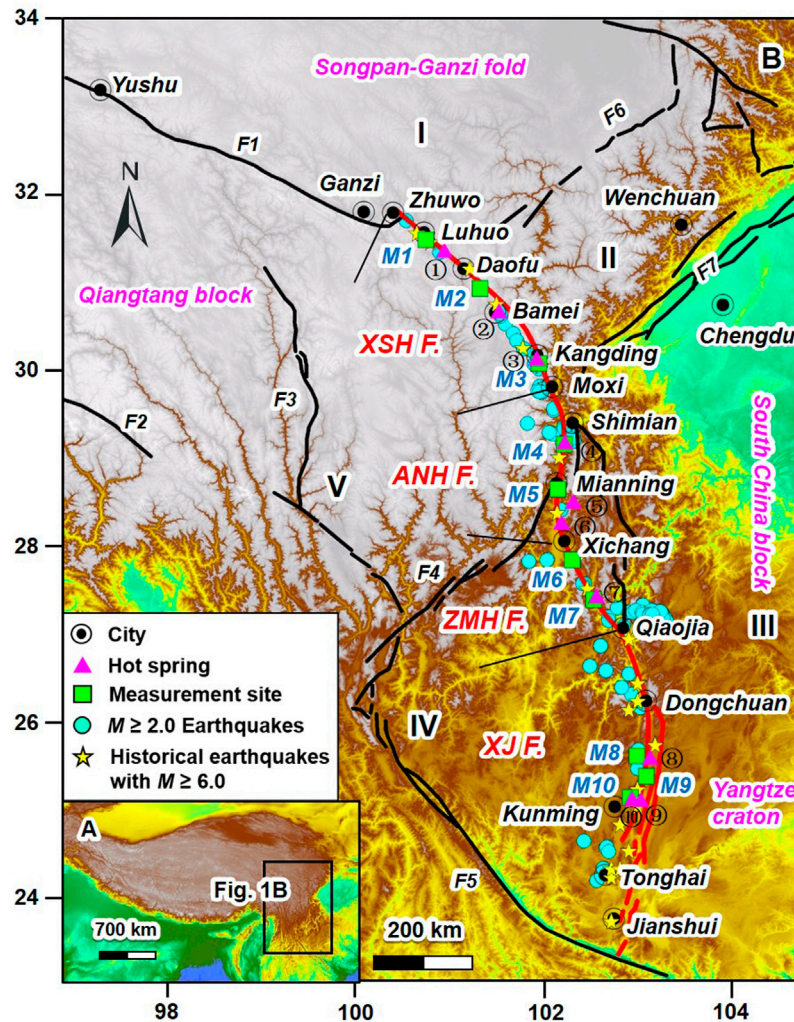 34
32
30
28
26
24
98
100
102
104
B
Songpan-Ganzi fold
Yushu
F1
I
F6
N
Ganzi
Zhuwo
Wenchuan
Luhuo
M1
①
Daofu
II
F7
Qiangtang block
M2
Bamei
②
Chengdu
XSH F.
③
Kangding
M3
Moxi
F2
F3
Shimian
South China block
M4
④
ANH F.
V
M5
Mianning
⑤
⑥
Xichang
F4
M6
⑦
ZMH F.
M7
Qiaojia
III
City
Hot spring
Measurement site
M ≥ 2.0 Earthquakes
Historical earthquakes
with M ≥ 6.0
Dongchuan
IV
XJ F.
M8
⑧
M10
M9
Kunming
⑩
⑨
Yangtze
craton
A
Fig. 1B
700 km
F5
Tonghai
200 km
Jianshui